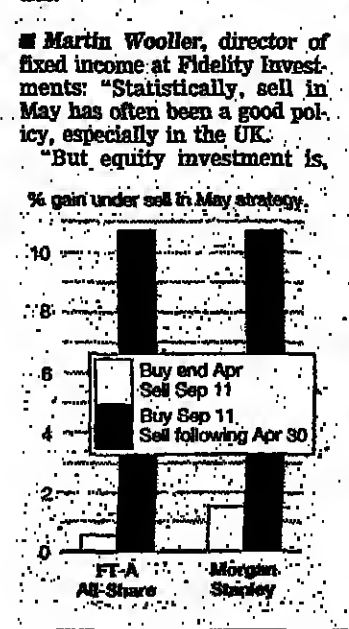 ■ Martin Wooller, director of
fixed income at Fidelity Invest-
ments: "Statistically, sell in
May has often been a good pol-
icy, especially in the UK.
"But equity investment is,
% gain under sell in May strategy.
10
8
6
4
2
0
Buy end Apr
Sell Sep 11
Buy Sep 11
Sell following Apr 30
FT-A
All-Share
Morgan
Stanley